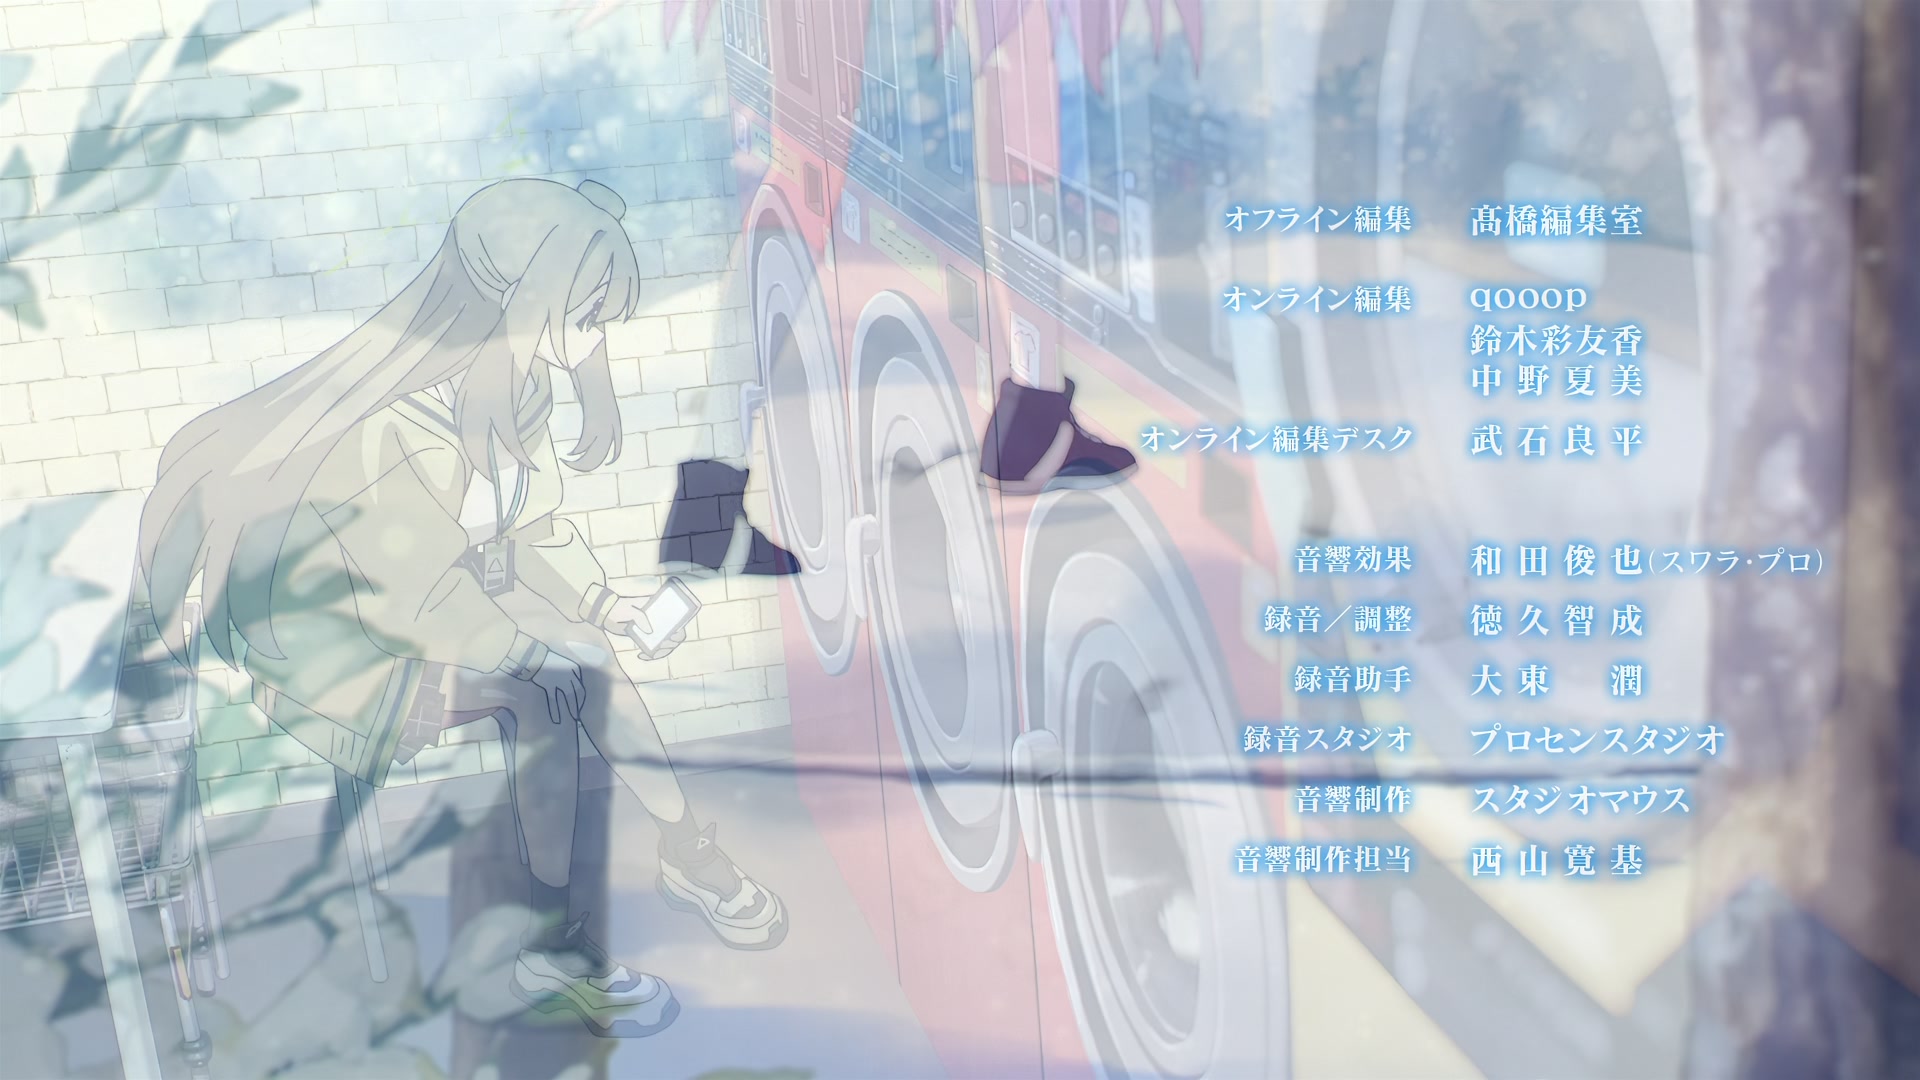 オフライン編集 髙橋編集室
オンライン編集 qooop
鈴木彩友香
中野夏美
オンライン編集デスク 武石良平
音響効果 和田俊也(スワラ・プロ)
録音／調整 徳久智成
録音助手 大東 潤
録音スタジオ プロセンスタジオ
音響制作 スタジオマウス
音響制作担当 西山寛基